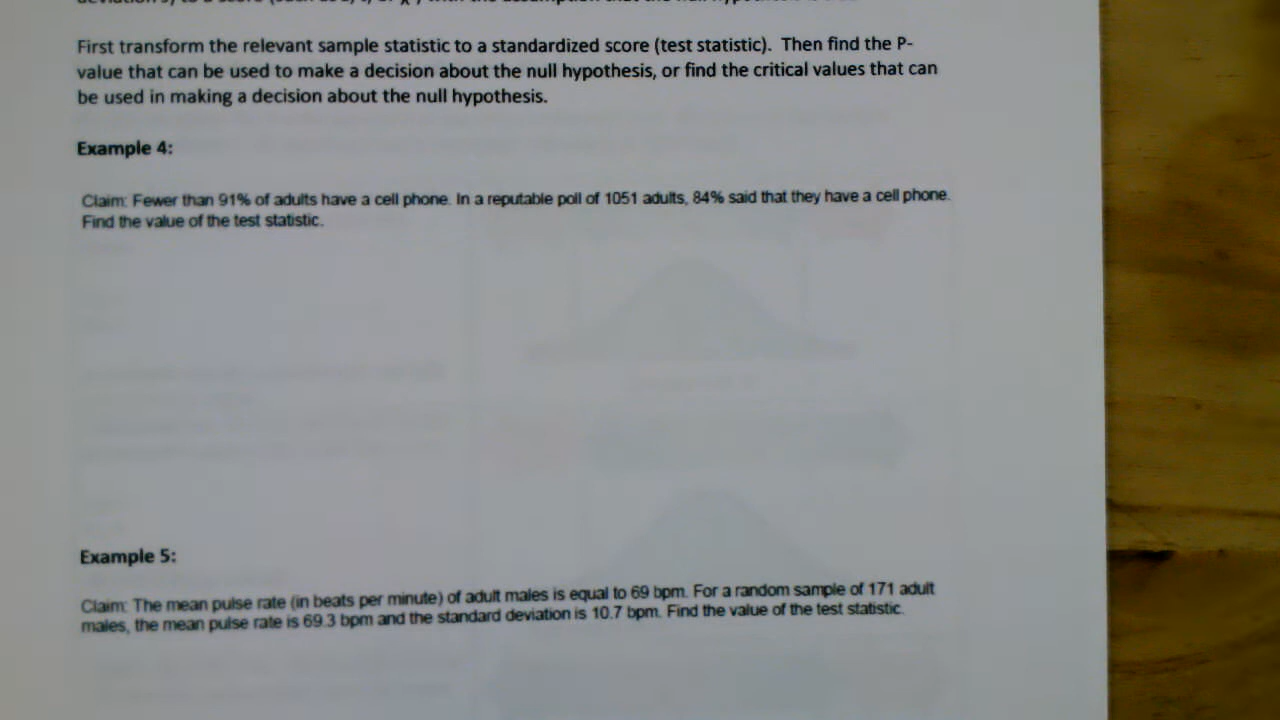 First transform the relevant sample statistic to a standardized score (test statistic). Then find the P-
value that can be used to make a decision about the null hypothesis, or find the critical values that can
be used in making a decision about the null hypothesis.
Example 4:
Claim: Fewer than 91% of adults have a cell phone. In a reputable poll of 1051 adults, 84% said that they have a cell phone.
Find the value of the test statistic.
Example 5:
Claim: The mean pulse rate (in beats per minute) of adult males is equal to 69 bpm. For a random sample of 171 adult
males, the mean pulse rate is 69.3 bpm and the standard deviation is 10.7 bpm. Find the value of the test statistic.